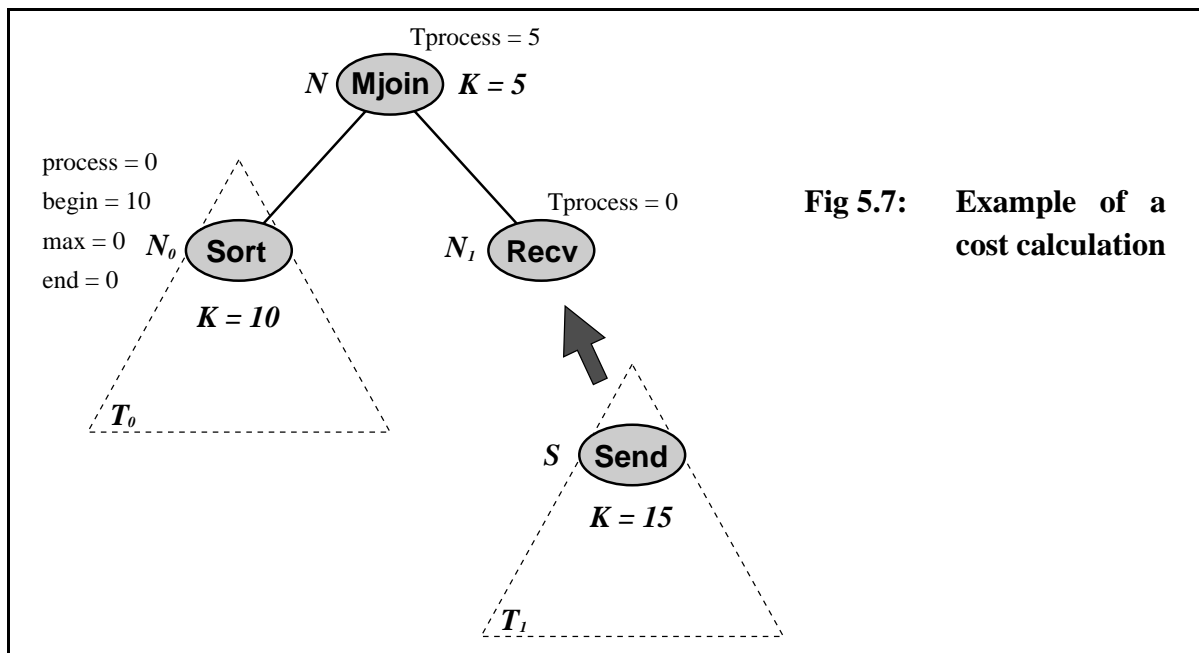 Tprocess = 5
N Mjoin K = 5
process = 0
begin = 10
max = 0
end = 0
N₀ Sort
K = 10
T₀
Tprocess = 0
N₁ Recv
S Send
K = 15
T₁
Fig 5.7: Example of a
cost calculation